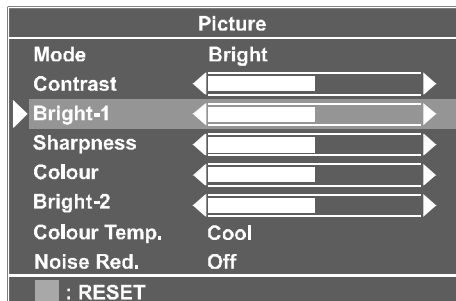 Picture
Mode Bright
Contrast
Bright-1
Sharpness
Colour
Bright-2
Colour Temp. Cool
Noise Red. Off
: RESET